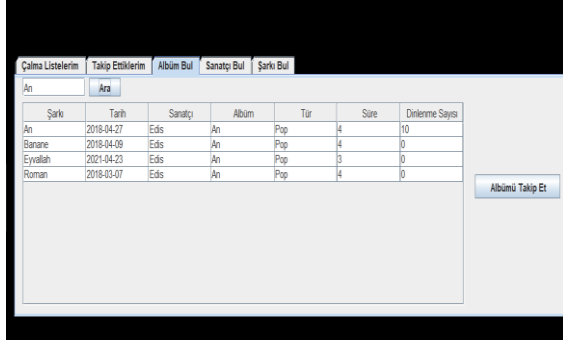 Çalma Listelerim Takip Ettiklerim Albüm Bul Sanatçı Bul Şarkı Bul
An Ara
Şarkı Tarih Sanatçı Albüm Tür Süre Dinlenme Sayısı
An 2018-04-27 Edis An Pop 4 10
Banane 2018-04-09 Edis An Pop 4 0
Eyvallah 2021-04-23 Edis An Pop 3 0
Roman 2018-03-07 Edis An Pop 4 0
Albümü Takip Et